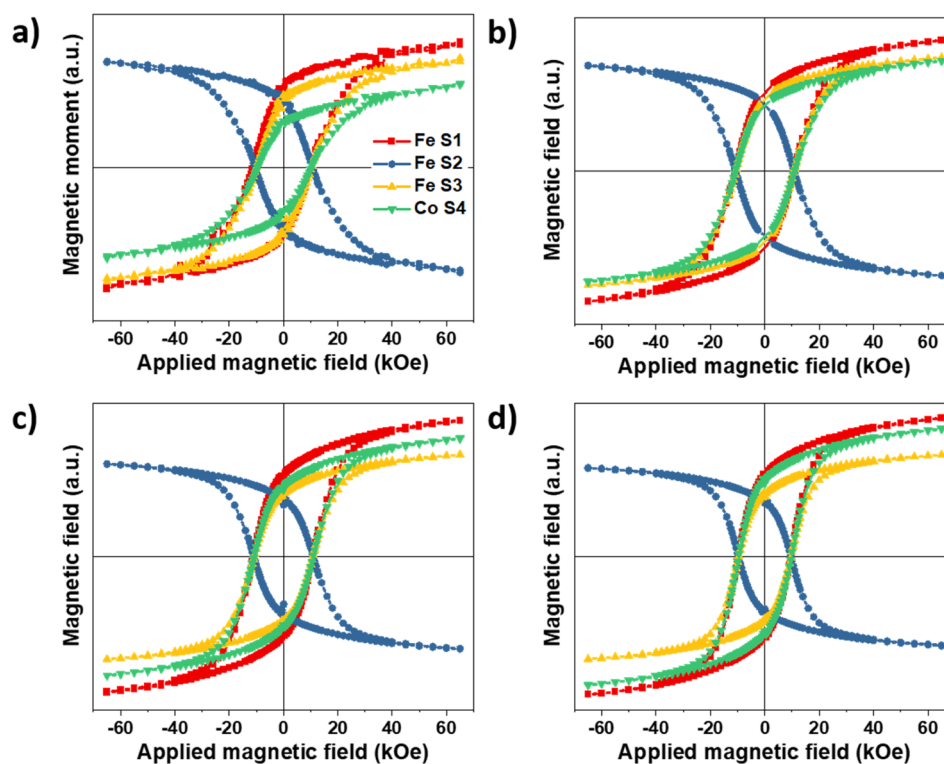 a)
Magnetic moment (a.u.)
Fe S1
Fe S2
Fe S3
Co S4
-60 -40 -20 0 20 40 60
Applied magnetic field (kOe)
b)
Magnetic field (a.u.)
-60 -40 -20 0 20 40 60
Applied magnetic field (kOe)
c)
Magnetic field (a.u.)
-60 -40 -20 0 20 40 60
Applied magnetic field (kOe)
d)
Magnetic field (a.u.)
-60 -40 -20 0 20 40 60
Applied magnetic field (kOe)